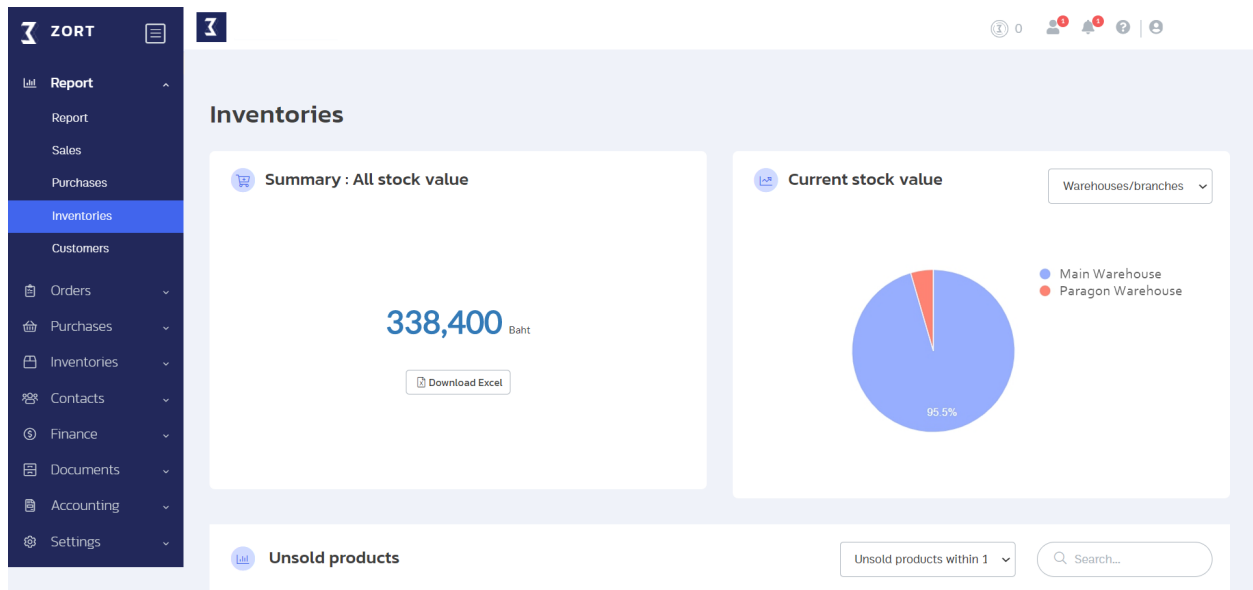 ZORT
0
1
1
Report
Report
Sales
Purchases
Inventories
Customers
Orders
Purchases
Inventories
Contacts
Finance
Documents
Accounting
Settings
Inventories
Summary : All stock value
338,400 Baht
Download Excel
Current stock value
Warehouses/branches
Main Warehouse
Paragon Warehouse
95.5%
Unsold products
Unsold products within 1
Search...